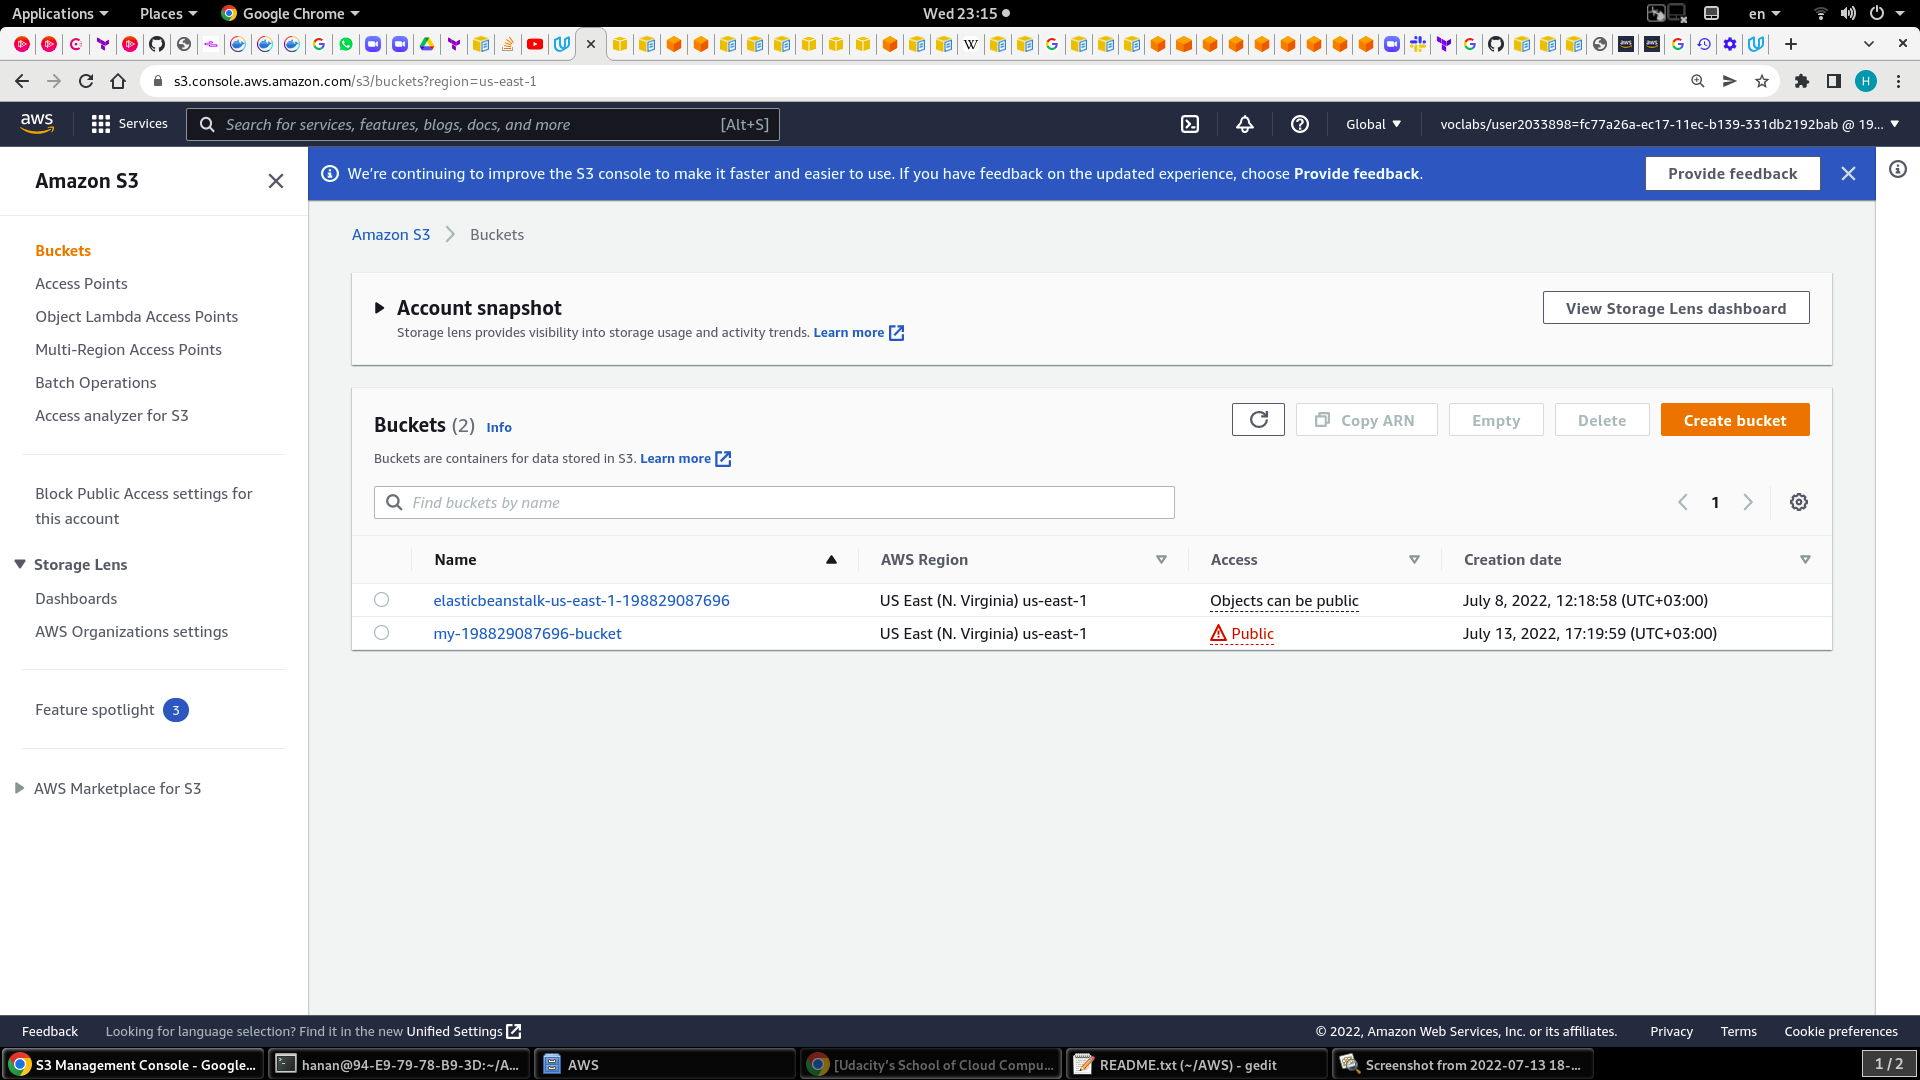 Applications Places Google Chrome Wed 23:15 en
s3.console.aws.amazon.com/s3/buckets?region=us-east-1 H
aws Services Search for services, features, blogs, docs, and more [Alt+S] Global voclabs/user2033898=fc77a26a-ec17-11ec-b139-331db2192bab @ 19...
Amazon S3
We're continuing to improve the S3 console to make it faster and easier to use. If you have feedback on the updated experience, choose Provide feedback. Provide feedback
Buckets
Access Points
Object Lambda Access Points
Multi-Region Access Points
Batch Operations
Access analyzer for S3
Block Public Access settings for
this account
Storage Lens
Dashboards
AWS Organizations settings
Feature spotlight 3
AWS Marketplace for S3
Amazon S3 Buckets
Account snapshot View Storage Lens dashboard
Storage lens provides visibility into storage usage and activity trends. Learn more
Buckets (2) Info Copy ARN Empty Delete Create bucket
Buckets are containers for data stored in S3. Learn more
Find buckets by name 1
Name AWS Region Access Creation date
elasticbeanstalk-us-east-1-198829087696 US East (N. Virginia) us-east-1 Objects can be public July 8, 2022, 12:18:58 (UTC+03:00)
my-198829087696-bucket US East (N. Virginia) us-east-1 Public July 13, 2022, 17:19:59 (UTC+03:00)
Feedback Looking for language selection? Find it in the new Unified Settings © 2022, Amazon Web Services, Inc. or its affiliates. Privacy Terms Cookie preferences
S3 Management Console - Google... hanan@94-E9-79-78-B9-3D:~/A... AWS [Udacity's School of Cloud Compu... README.txt (~/AWS) - gedit Screenshot from 2022-07-13 18-... 1 / 2